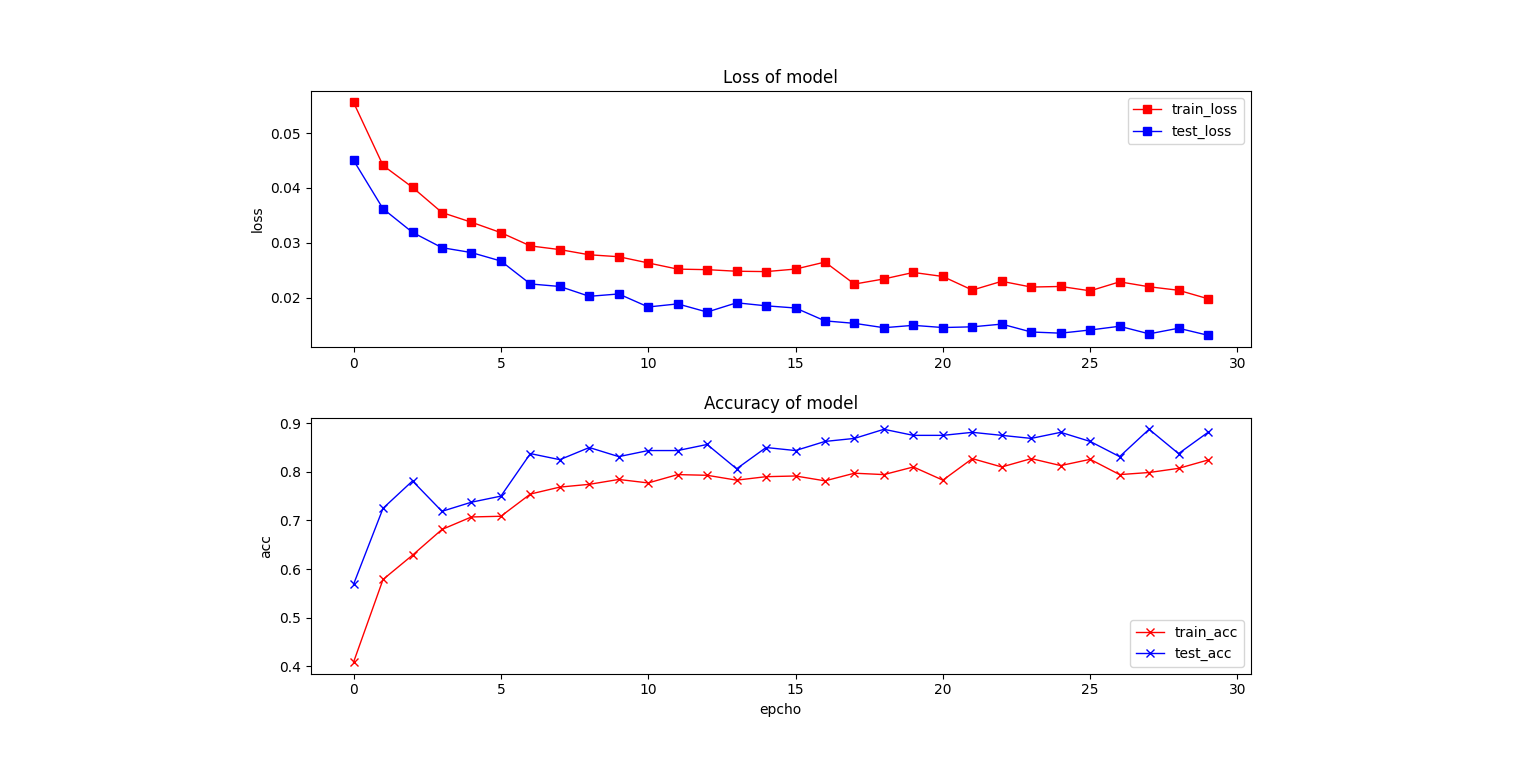 Loss of model
train_loss
test_loss
0.05
0.04
0.03
0.02
loss
0 5 10 15 20 25 30
Accuracy of model
0.9
0.8
0.7
0.6
0.5
0.4
acc
train_acc
test_acc
0 5 10 15 20 25 30
epcho